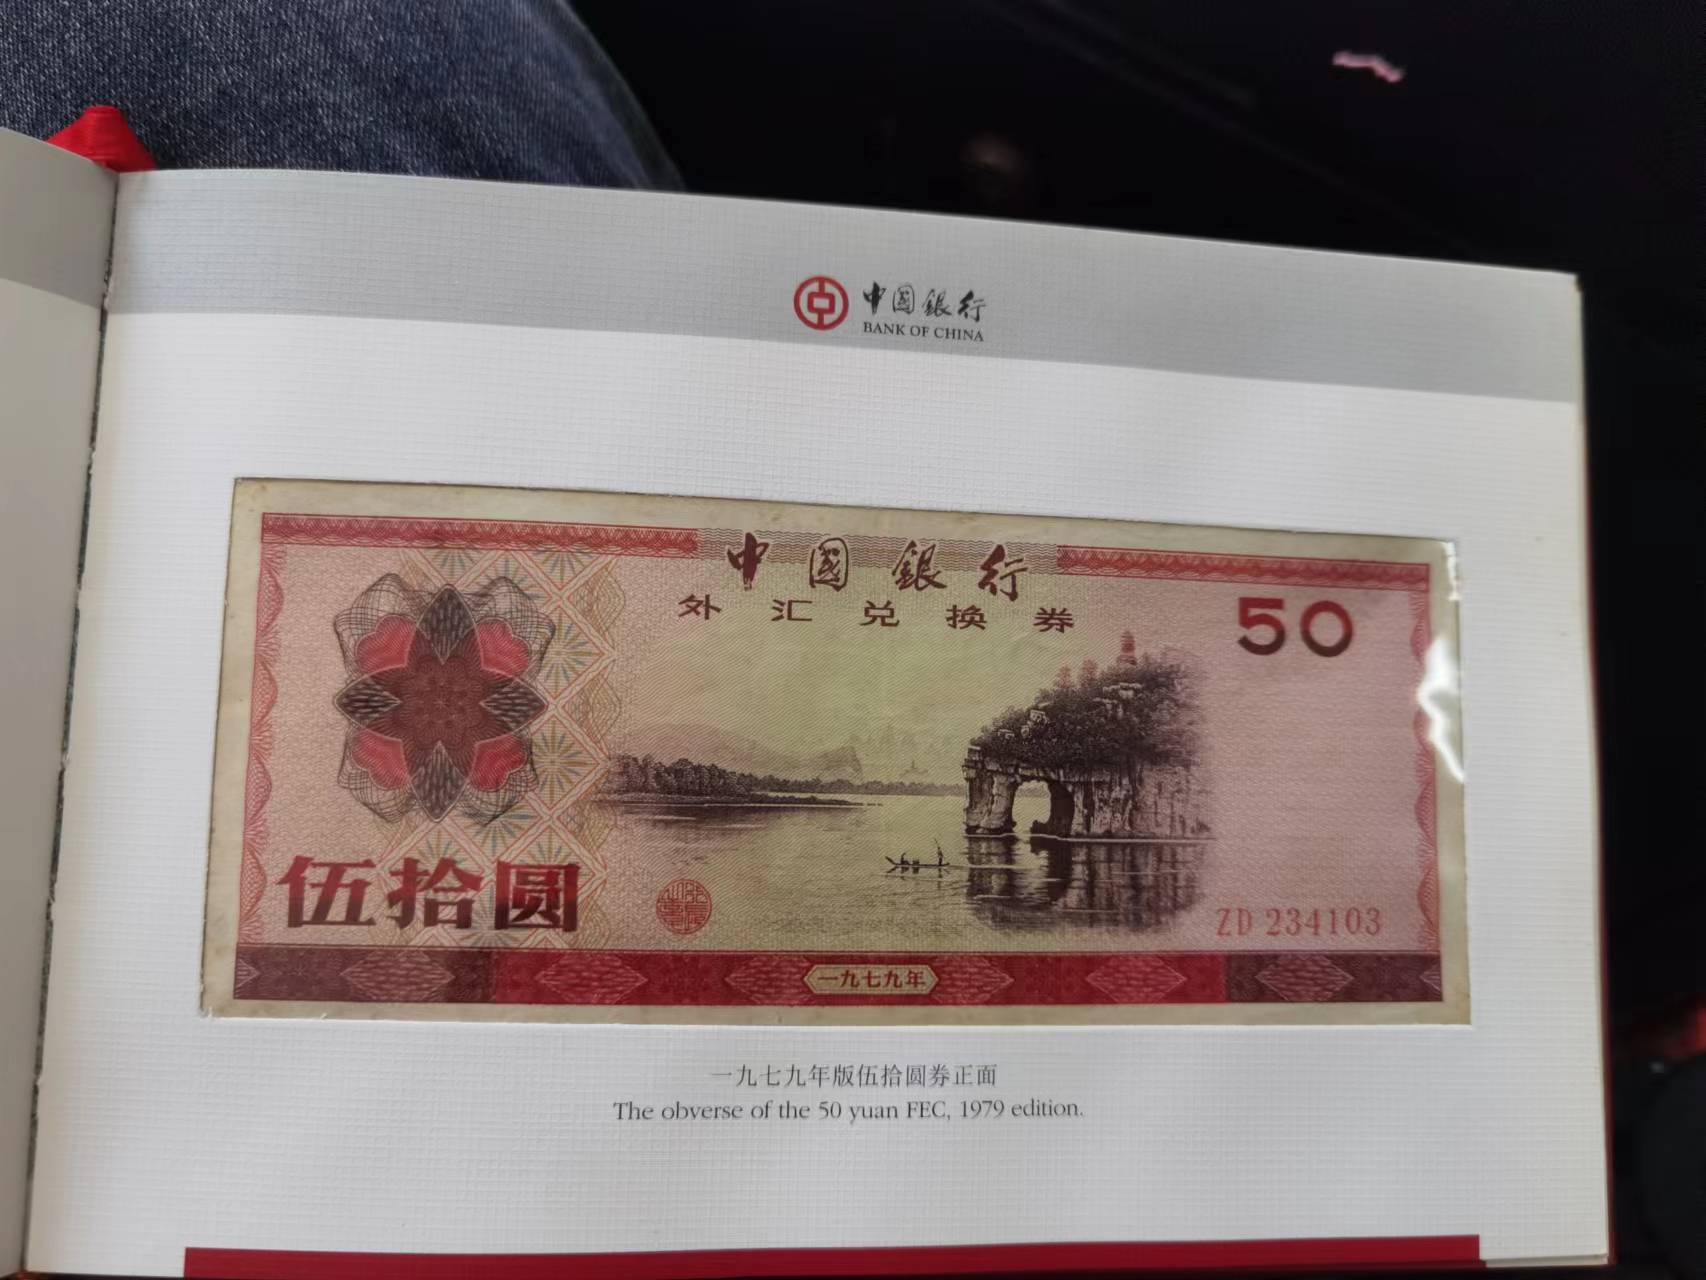 中国銀行
BANK OF CHINA
中國銀行
外汇兑换券
50
伍拾圆
ZD 234103
一九七九年
一九七九年版伍拾圆券正面
The obverse of the 50 yuan FEC, 1979 edition.